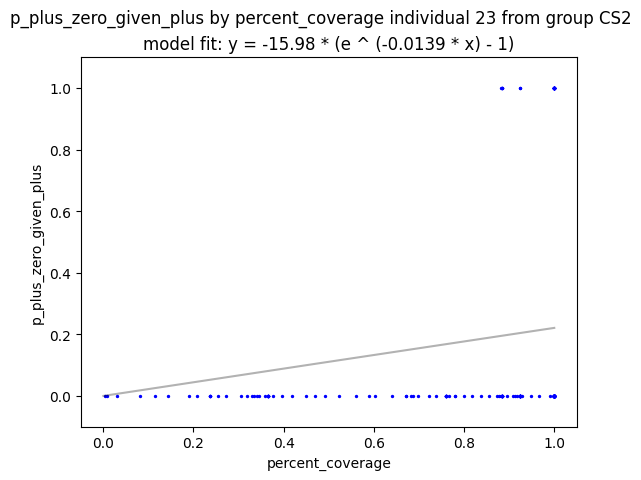 p_plus_zero_given_plus by percent_coverage individual 23 from group CS2
model fit: y = -15.98 * (e ^ (-0.0139 * x) - 1)
p_plus_zero_given_plus
1.0
0.8
0.6
0.4
0.2
0.0
0.0 0.2 0.4 0.6 0.8 1.0
percent_coverage